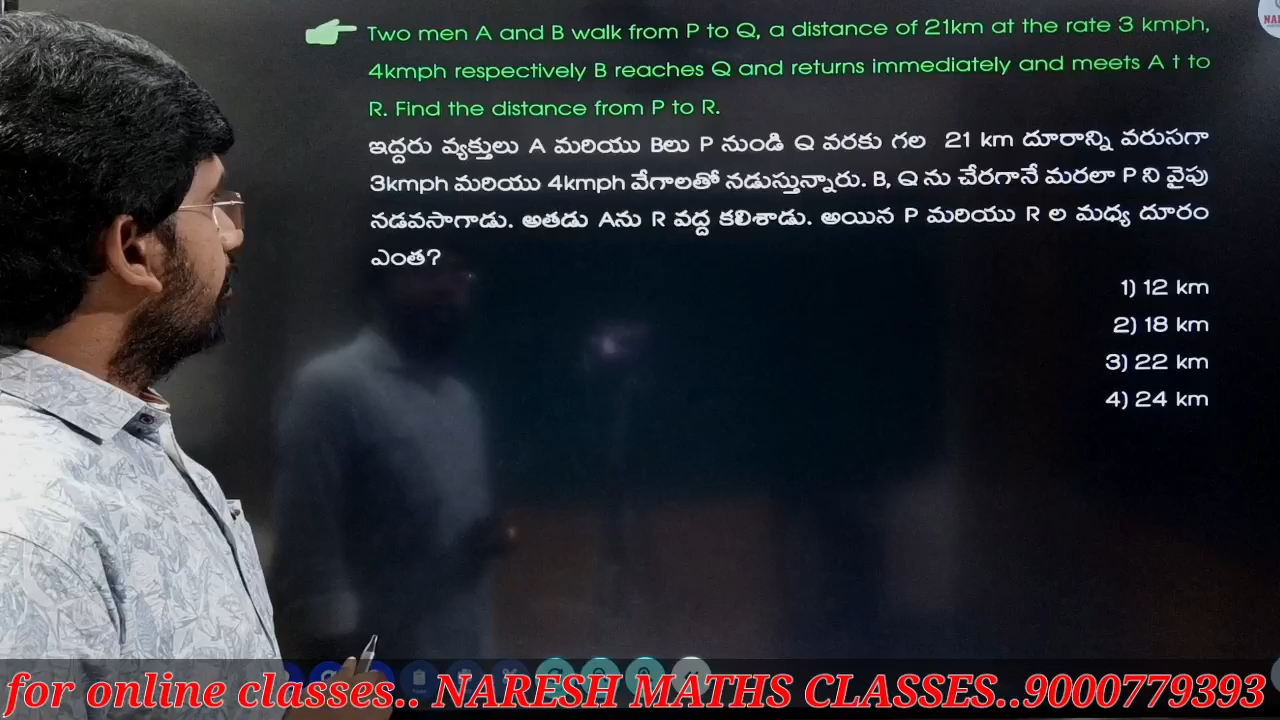 Two men A and B walk from P to Q, a distance of 21km at the rate 3 kmph,
4kmph respectively B reaches Q and returns immediately and meets A t to
R. Find the distance from P to R.
ఇద్దరు వ్యక్తులు A మరియు Bలు P నుండి Q వరకు గల 21 km దూరాన్ని వరుసగా
3kmph మరియు 4kmph వేగాలతో నడుస్తున్నారు. B, Q ను చేరగానే మరలా P ని వైపు
నడవసాగాడు. అతడు Aను R వద్ద కలిశాడు. అయిన P మరియు R ల మధ్య దూరం
ఎంత?
1) 12 km
2) 18 km
3) 22 km
4) 24 km
for online classes.. NARESH MATHS CLASSES..9000779393